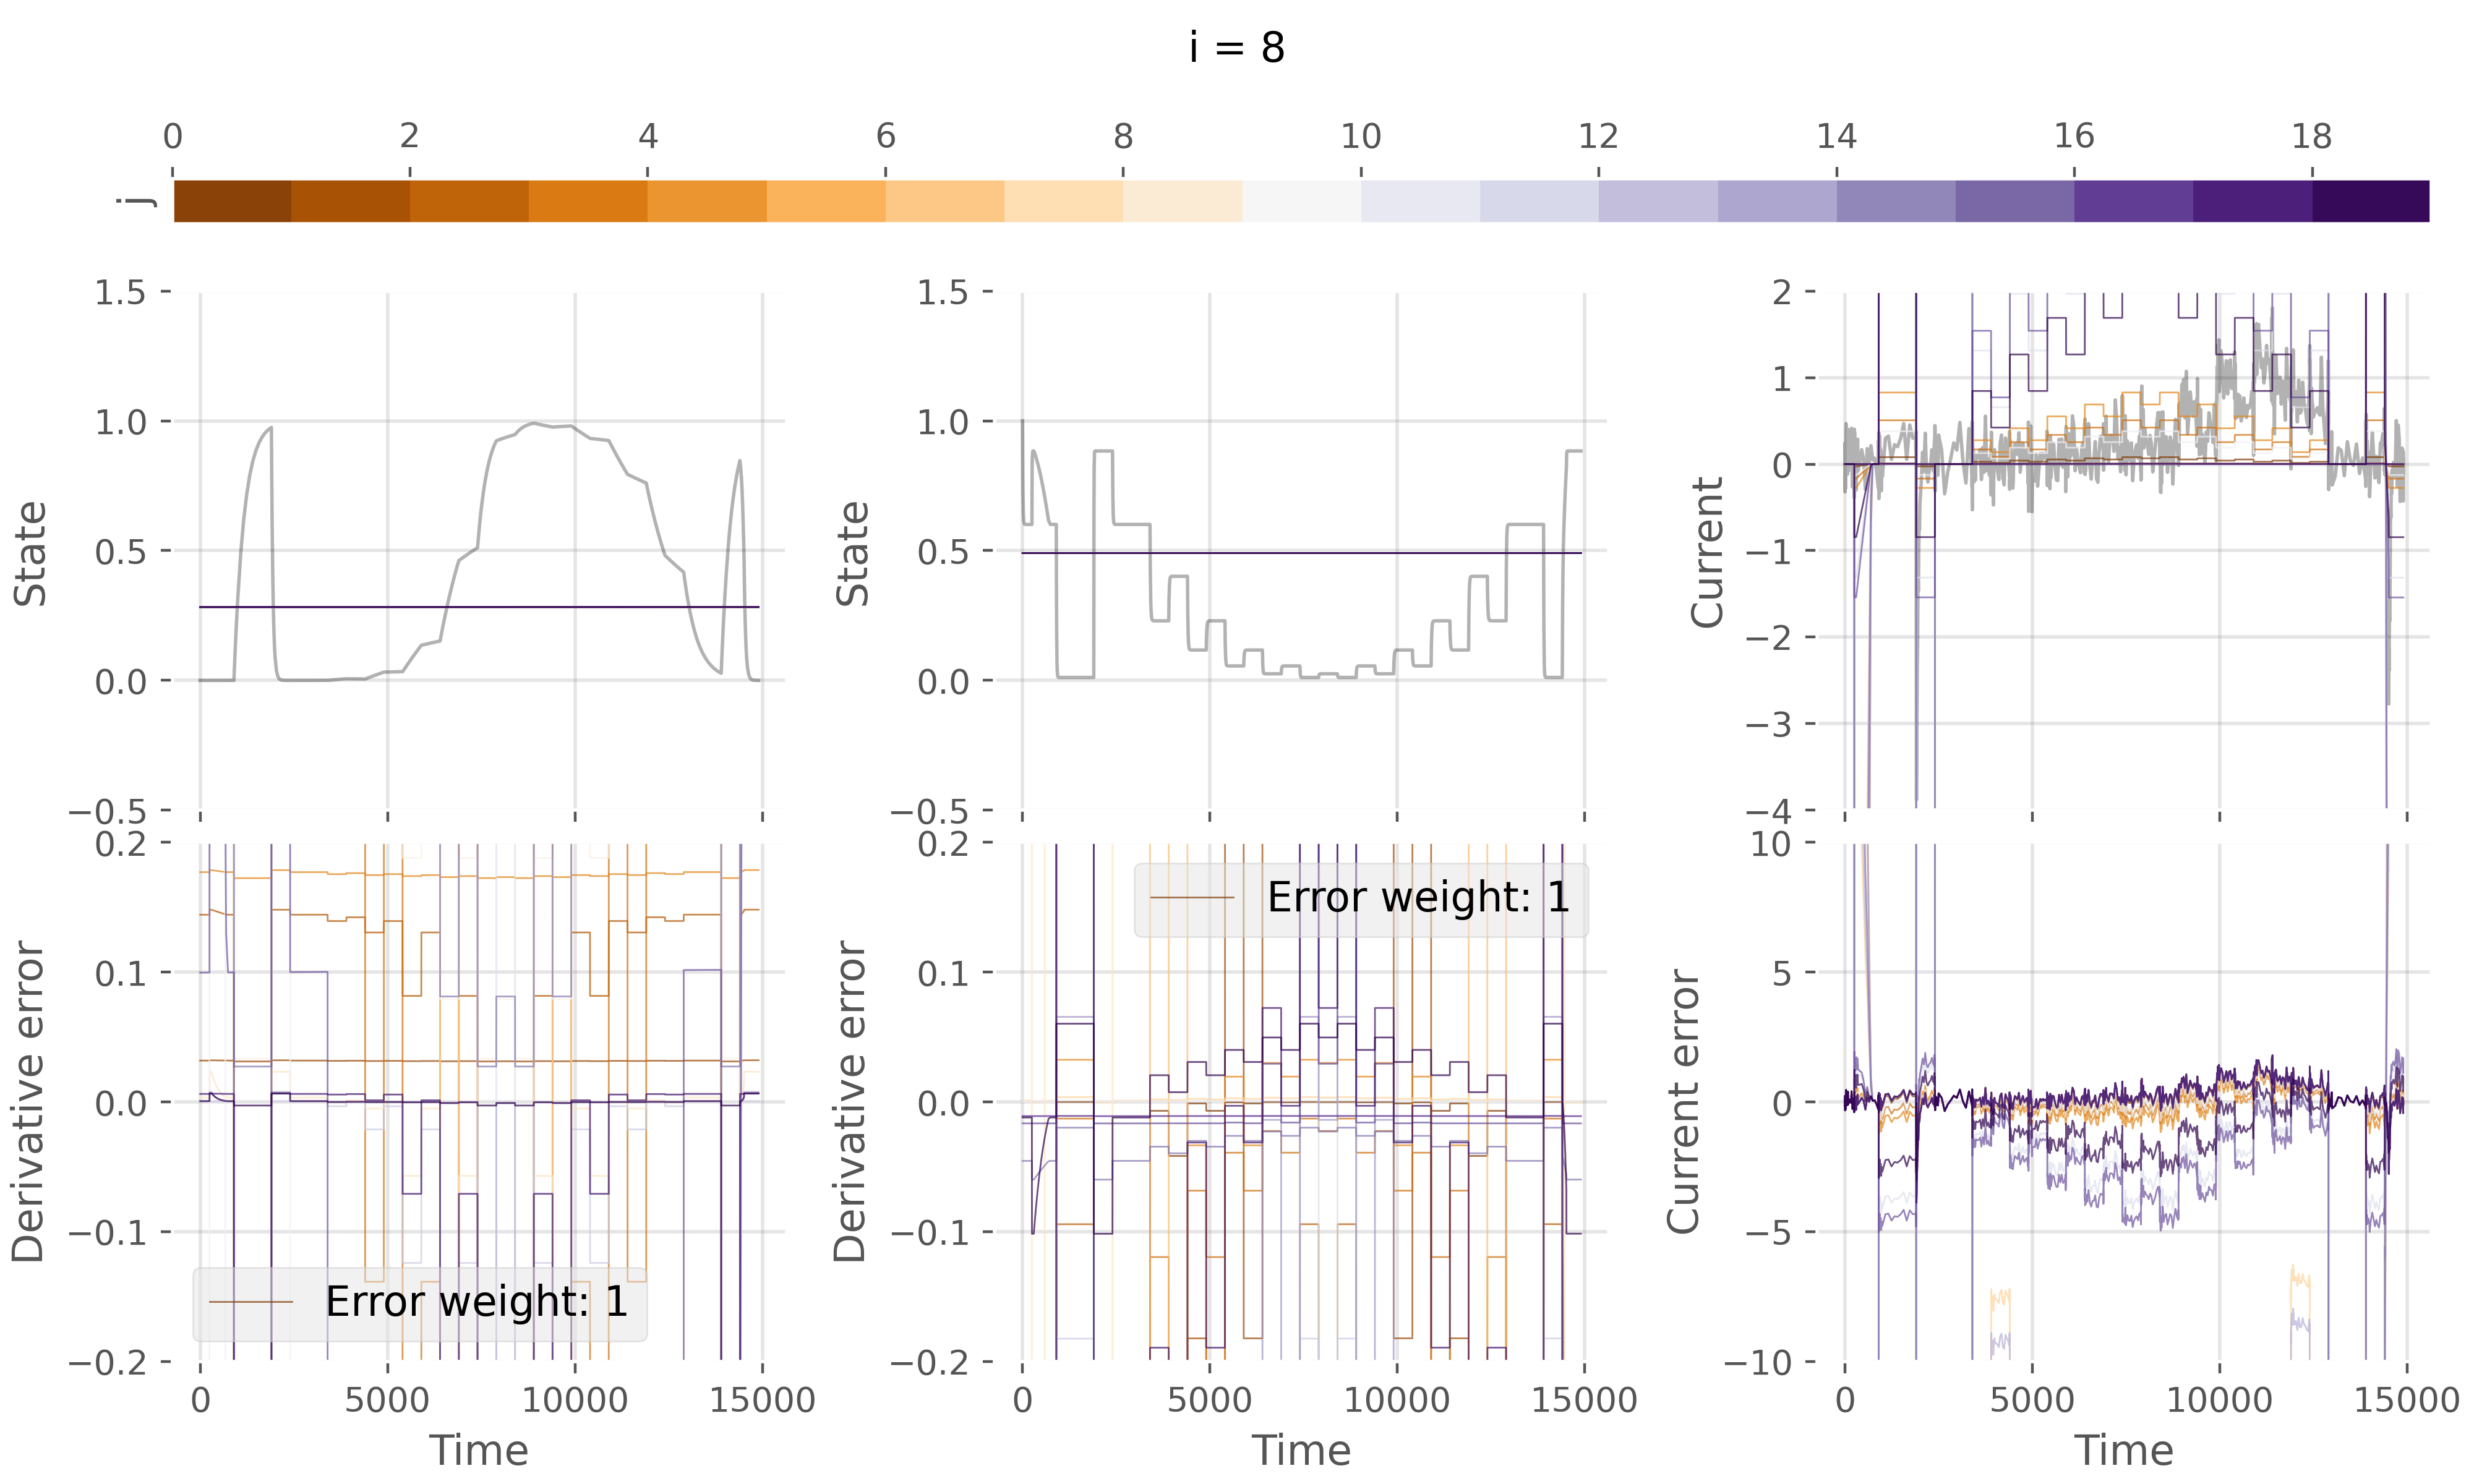 i = 8
0 2 4 6 8 10 12 14 16 18
j
1.5 1.0 0.5 0.0 −0.5
State
1.5 1.0 0.5 0.0 −0.5
State
2 1 0 −1 −2 −3 −4
Current
0.2 0.1 0.0 −0.1 −0.2
Derivative error
Error weight: 1
0 5000 10000 15000
Time
0.2 0.1 0.0 −0.1 −0.2
Derivative error
Error weight: 1
0 5000 10000 15000
Time
10 5 0 −5 −10
Current error
0 5000 10000 15000
Time